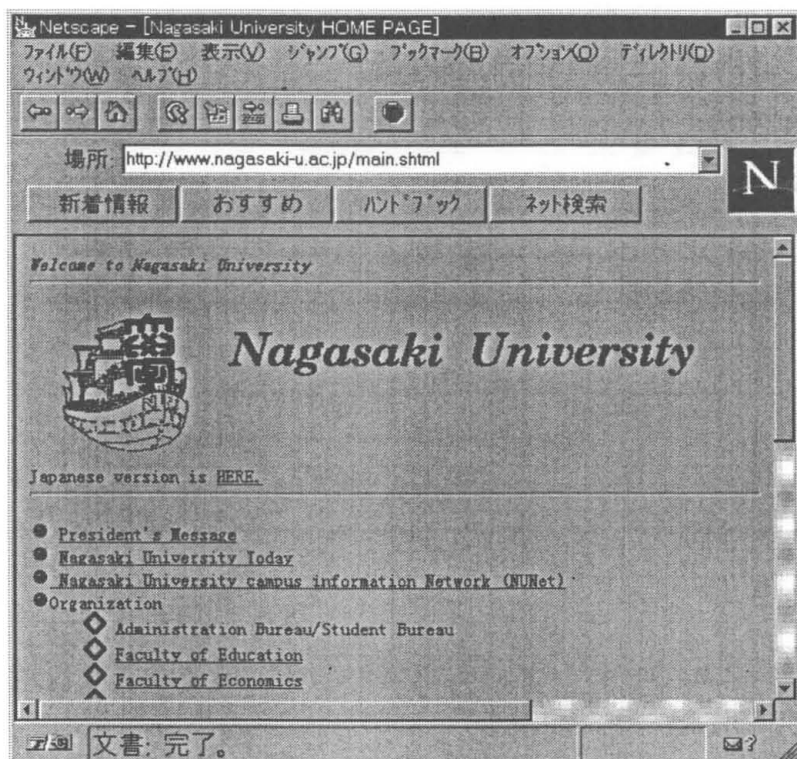 Netscape - [Nagasaki University HOME PAGE]
ファイル(F) 編集(E) 表示(V) ジャンプ(G) ブックマーク(B) オプション(O) ディレクトリ(D)
ウィンドウ(W) ヘルプ(H)
場所: http://www.nagasaki-u.ac.jp/main.shtml
N
新着情報 おすすめ ハンドブック ネット検索
Welcome to Nagasaki University
Nagasaki University
Japanese version is HERE.
President's Message
Nagasaki University Today
Nagasaki University campus information Network (NUNet)
Organization
Administration Bureau/Student Bureau
Faculty of Education
Faculty of Economics
文書: 完了。
?